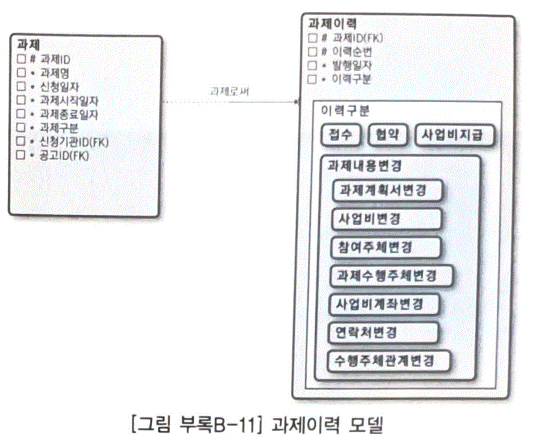 과제
□ # 과제ID
□ * 과제명
□ * 신청일자
□ * 과제시작일자
□ * 과제종료일자
□ * 과제구분
□ * 신청기관ID(FK)
□ * 공고ID(FK)
과제로써
과제이력
□ # 과제ID(FK)
□ # 이력순번
□ * 발행일자
□ * 이력구분
이력구분
접수 협약 사업비지급
과제내용변경
과제계획서변경
사업비변경
참여주체변경
과제수행주체변경
사업비계좌변경
연락처변경
수행주체관계변경
[그림 부록B-11] 과제이력 모델